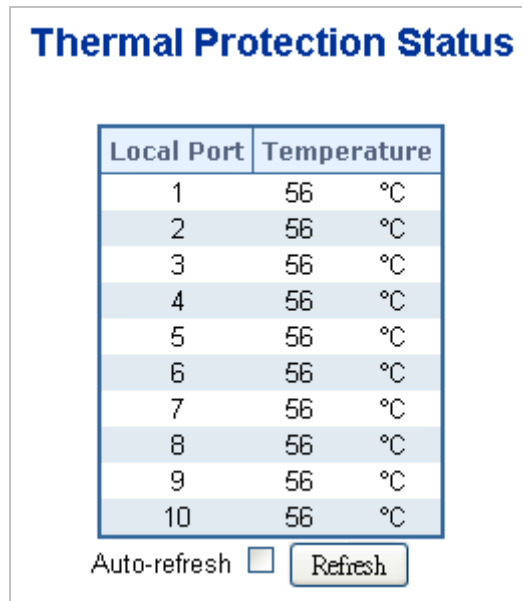 Thermal Protection Status
Local Port Temperature
1 56 °C
2 56 °C
3 56 °C
4 56 °C
5 56 °C
6 56 °C
7 56 °C
8 56 °C
9 56 °C
10 56 °C
Auto-refresh Refresh